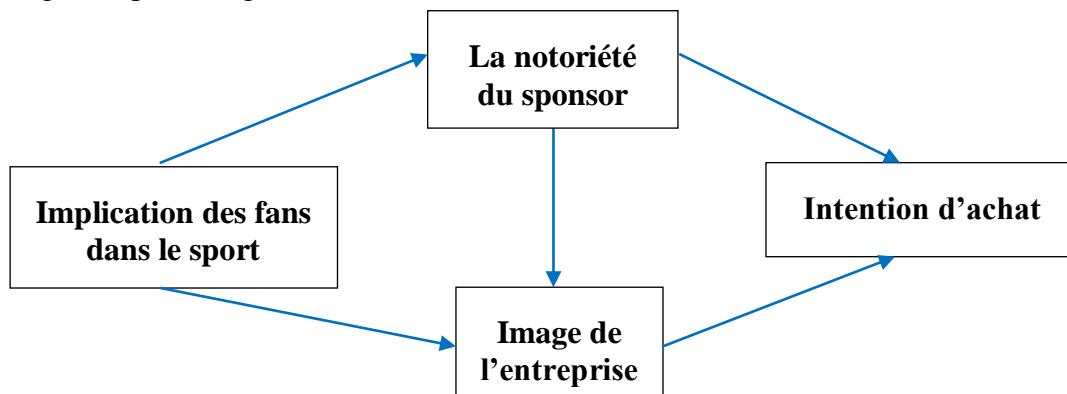 La notoriété
du sponsor
Implication des fans
dans le sport
Intention d’achat
Image de
l’entreprise